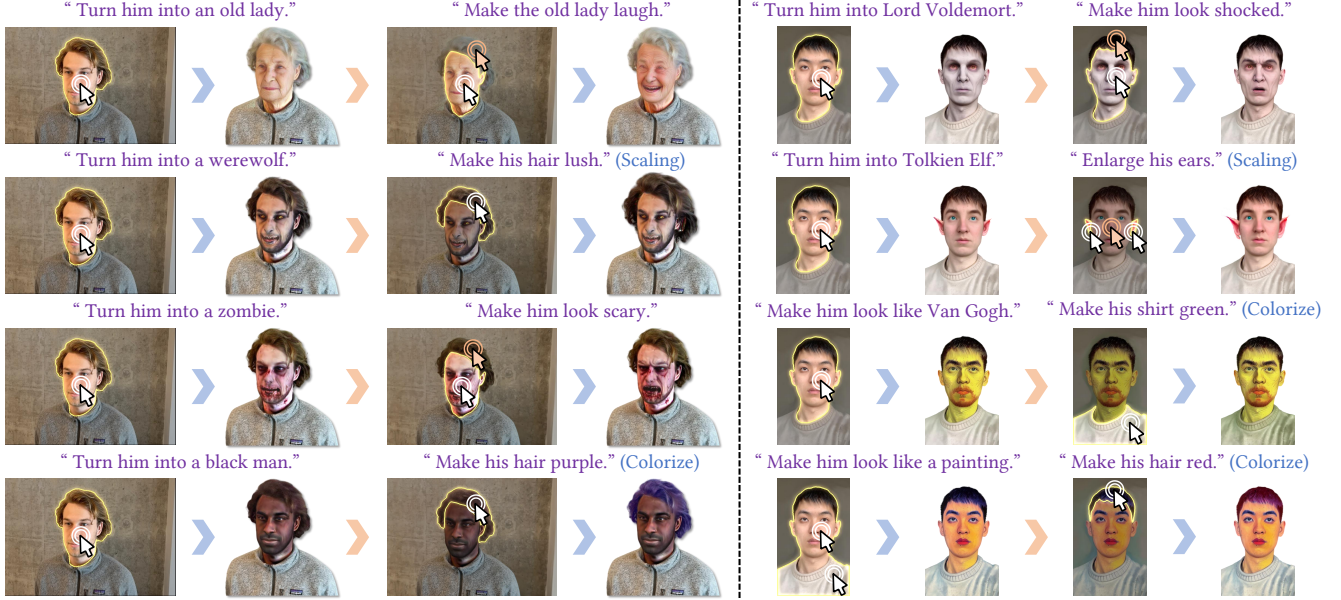 “ Turn him into an old lady.” “ Make the old lady laugh.” “ Turn him into Lord Voldemort.” “ Make him look shocked.”
“ Turn him into a werewolf.” “ Make his hair lush.” (Scaling) “ Turn him into Tolkien Elf.” “ Enlarge his ears.” (Scaling)
“ Turn him into a zombie.” “ Make him look scary.” “ Make him look like Van Gogh.” “ Make his shirt green.” (Colorize)
“ Turn him into a black man.” “ Make his hair purple.” (Colorize) “ Make him look like a painting.” “ Make his hair red.” (Colorize)